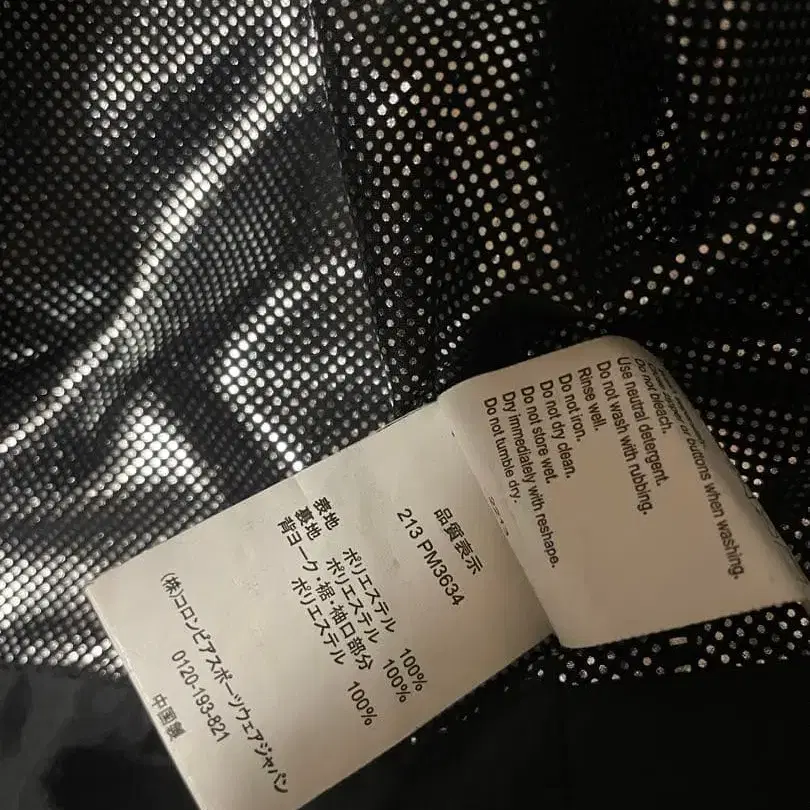 品質表示
213 PM3634
表地 ポリエステル 100%
裏地 ポリエステル 100%
背ヨーク・裾・袖口部分
ポリエステル 100%
(株)コロンビアスポーツウェアジャパン
0120-193-821
中国製
buttons when washing.
Do not bleach.
Use neutral detergent.
Do not wash with rubbing.
Rinse well.
Do not iron.
Do not dry clean.
Do not store wet.
Dry immediately with reshape.
Do not tumble dry.